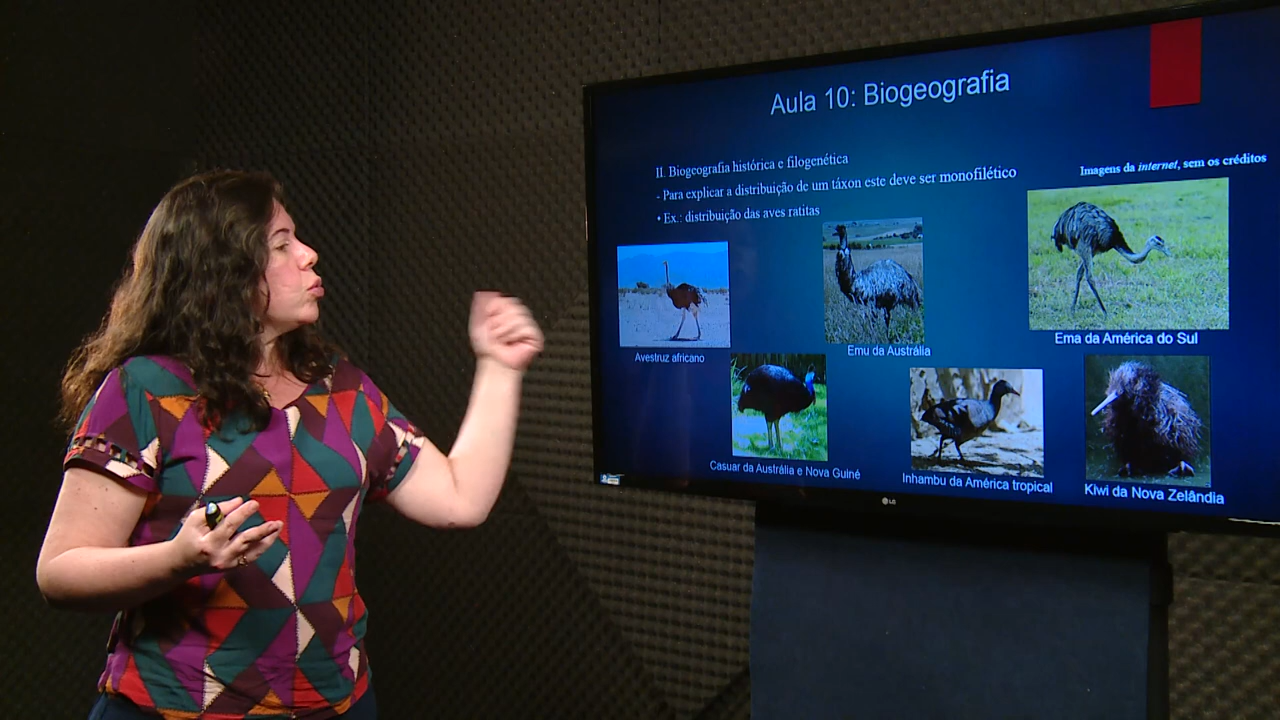 Aula 10: Biogeografia
II. Biogeografia histórica e filogenética
Imagens da internet, sem os créditos
- Para explicar a distribuição de um táxon este deve ser monofilético
• Ex.: distribuição das aves ratitas
Ema da América do Sul
Emu da Austrália
Avestruz africano
Casuar da Austrália e Nova Guiné
Inhambu da América tropical
Kiwi da Nova Zelândia
LG